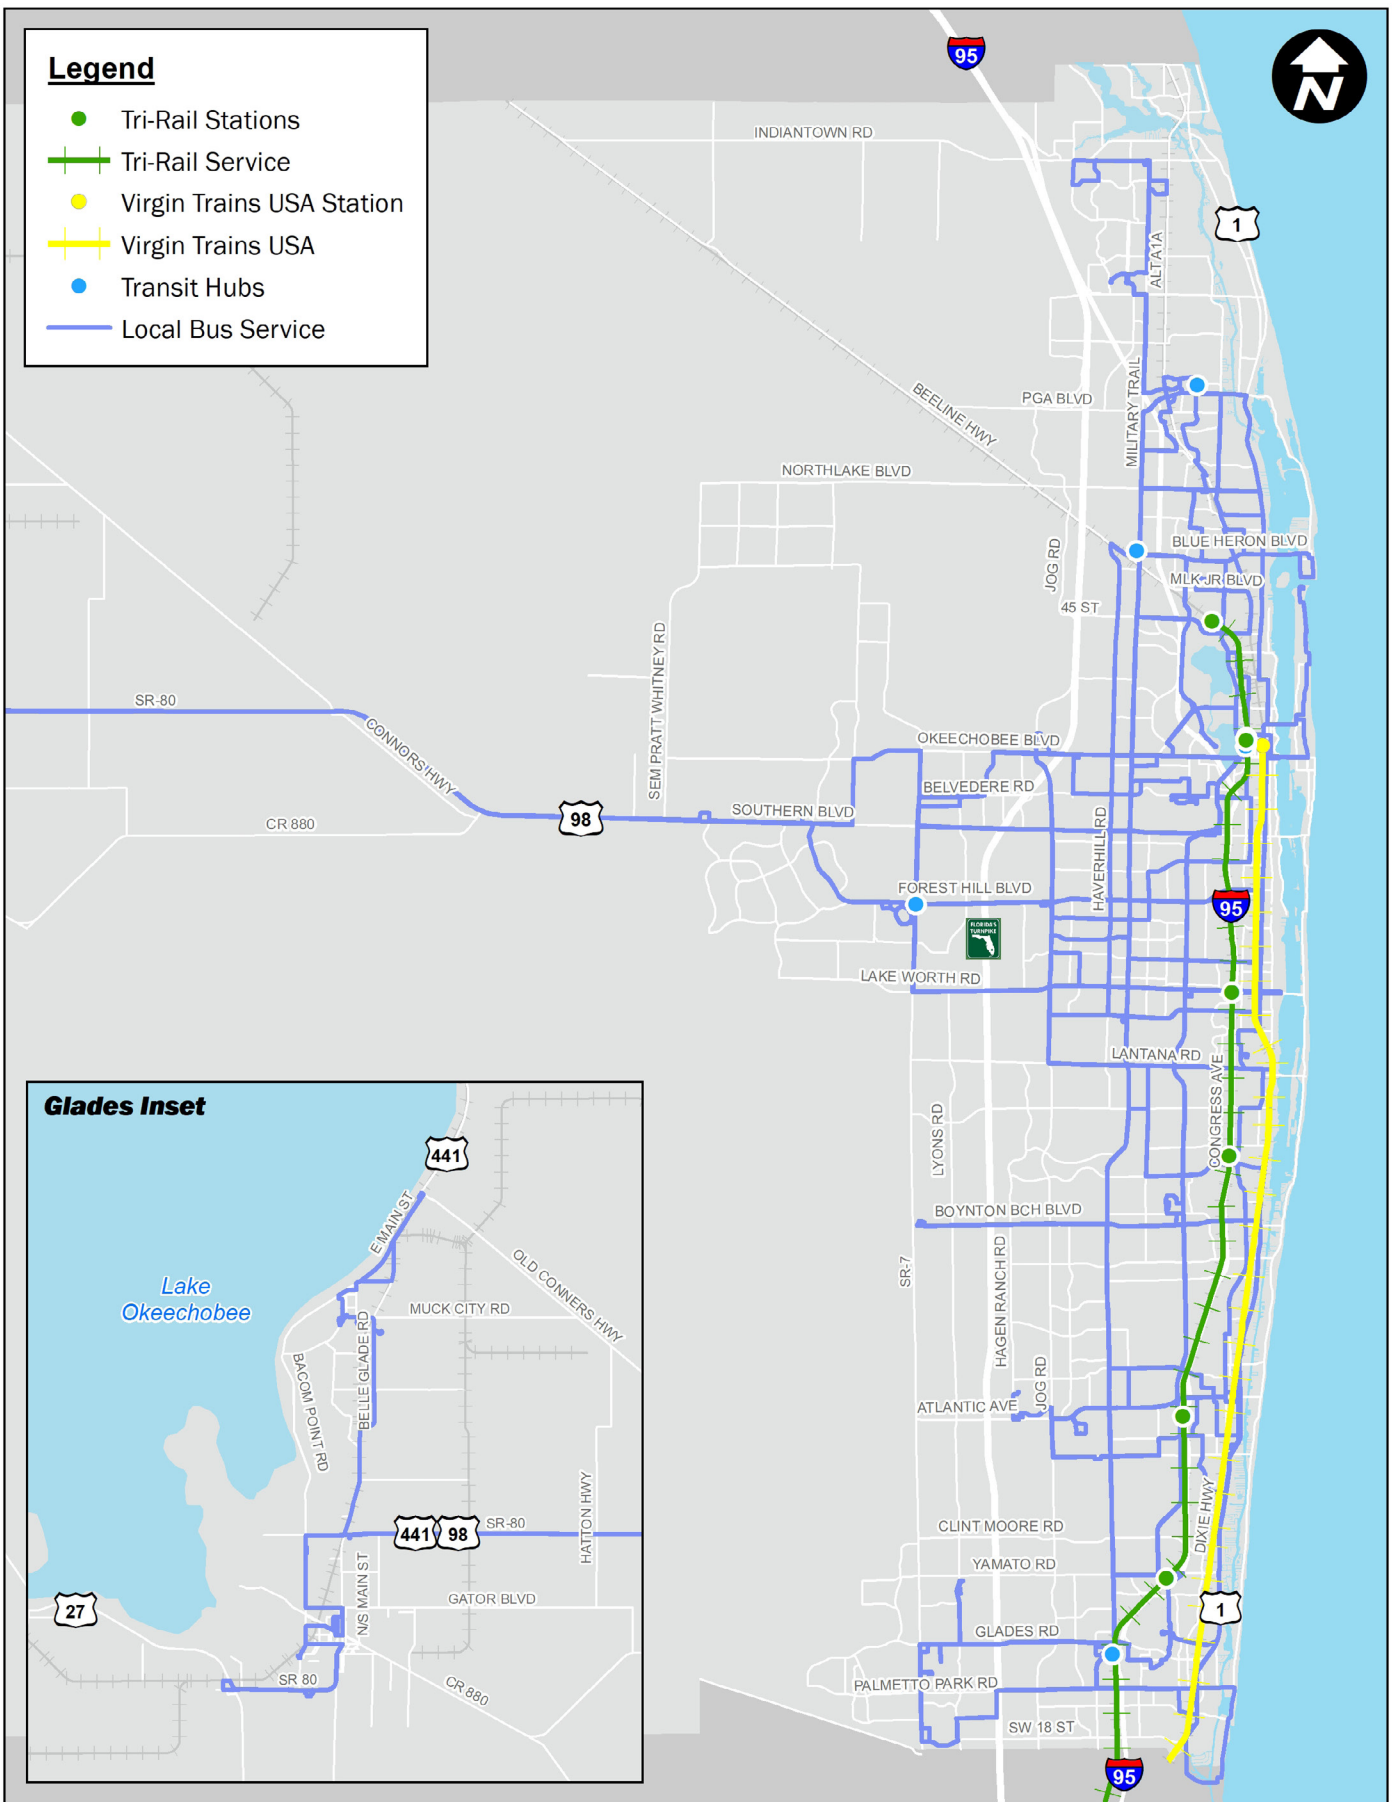 Legend
Tri-Rail Stations
Tri-Rail Service
Virgin Trains USA Station
Virgin Trains USA
Transit Hubs
Local Bus Service
95
N
INDIANTOWN RD
1
ALT A1A
MILITARY TRAIL
PGA BLVD
BEELINE HWY
NORTHLAKE BLVD
JOG RD
BLUE HERON BLVD
MLK JR BLVD
45 ST
SEM PRATT WHITNEY RD
SR-80
CONNORS HWY
OKEECHOBEE BLVD
BELVEDERE RD
SOUTHERN BLVD
98
CR 880
HAVERHILL RD
FOREST HILL BLVD
95
FLORIDA'S
TURNPIKE
LAKE WORTH RD
LANTANA RD
CONGRESS AVE
LYONS RD
BOYNTON BCH BLVD
SR-7
HAGEN RANCH RD
JOG RD
ATLANTIC AVE
DIXIE HWY
CLINT MOORE RD
YAMATO RD
1
GLADES RD
PALMETTO PARK RD
SW 18 ST
95
Glades Inset
441
E MAIN ST
Lake
Okeechobee
OLD CONNERS HWY
MUCK CITY RD
BELLE GLADE RD
BACOM POINT RD
HATTON HWY
441
98
SR-80
N/S MAIN ST
GATOR BLVD
27
SR 80
CR 880